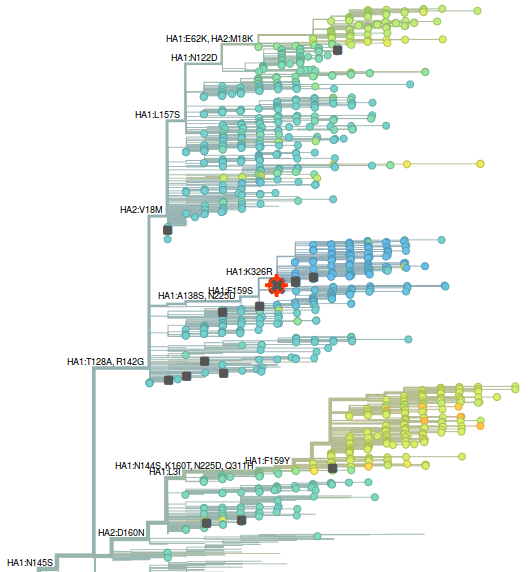 HA1:E62K, HA2:M18K
HA1:N122D
HA1:L157S
HA2:V18M
HA1:K326R
HA1:F159S
HA1:A138S, N225D
HA1:T128A, R142G
HA1:F159Y
HA1:N144S, K160T, N225D, Q311H
HA1:L3I
HA2:D160N
HA1:N145S